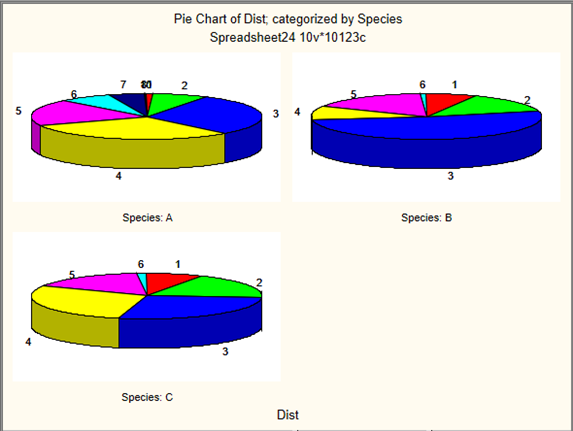 Pie Chart of Dist; categorized by Species
Spreadsheet24 10v*10123c
7 2
6
5 3
4
Species: A
6 1
5 2
4
3
Species: B
6 1
5 2
4 3
Species: C
Dist